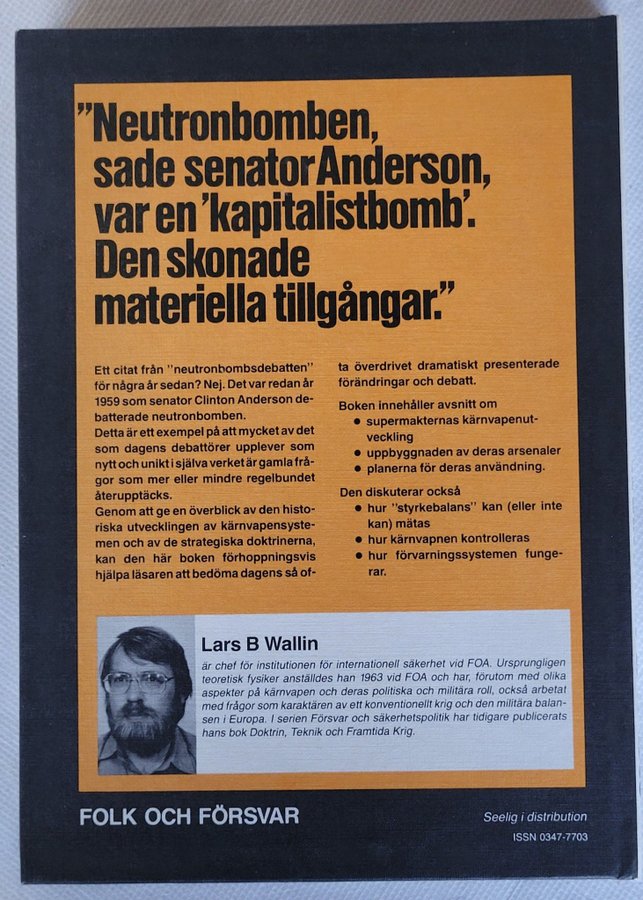 ”Neutronbomben,
sade senator Anderson,
var en ’kapitalistbomb’.
Den skonade
materiella tillgångar.”
Ett citat från ”neutronbombsdebatten”
för några år sedan? Nej. Det var redan år
1959 som senator Clinton Anderson de-
batterade neutronbomben.
Detta är ett exempel på att mycket av det
som dagens debattörer upplever som
nytt och unikt i själva verket är gamla frå-
gor som mer eller mindre regelbundet
återupptäcks.
Genom att ge en överblick av den histo-
riska utvecklingen av kärnvapensyste-
men och av de strategiska doktrinerna,
kan den här boken förhoppningsvis
hjälpa läsaren att bedöma dagens så of-
ta överdrivet dramatiskt presenterade
förändringar och debatt.
Boken innehåller avsnitt om
● supermakternas kärnvapenut-
veckling
● uppbyggnaden av deras arsenaler
● planerna för deras användning.
Den diskuterar också
● hur ”styrkebalans” kan (eller inte
kan) mätas
● hur kärnvapnen kontrolleras
● hur förvarningssystemen funge-
rar.
Lars B Wallin
är chef för institutionen för internationell säkerhet vid FOA. Ursprungligen
teoretisk fysiker anställdes han 1963 vid FOA och har, förutom med olika
aspekter på kärnvapen och deras politiska och militära roll, också arbetat
med frågor som karaktären av ett konventionellt krig och den militära balan-
sen i Europa. I serien Försvar och säkerhetspolitik har tidigare publicerats
hans bok Doktrin, Teknik och Framtida Krig.
FOLK OCH FÖRSVAR
Seelig i distribution
ISSN 0347-7703